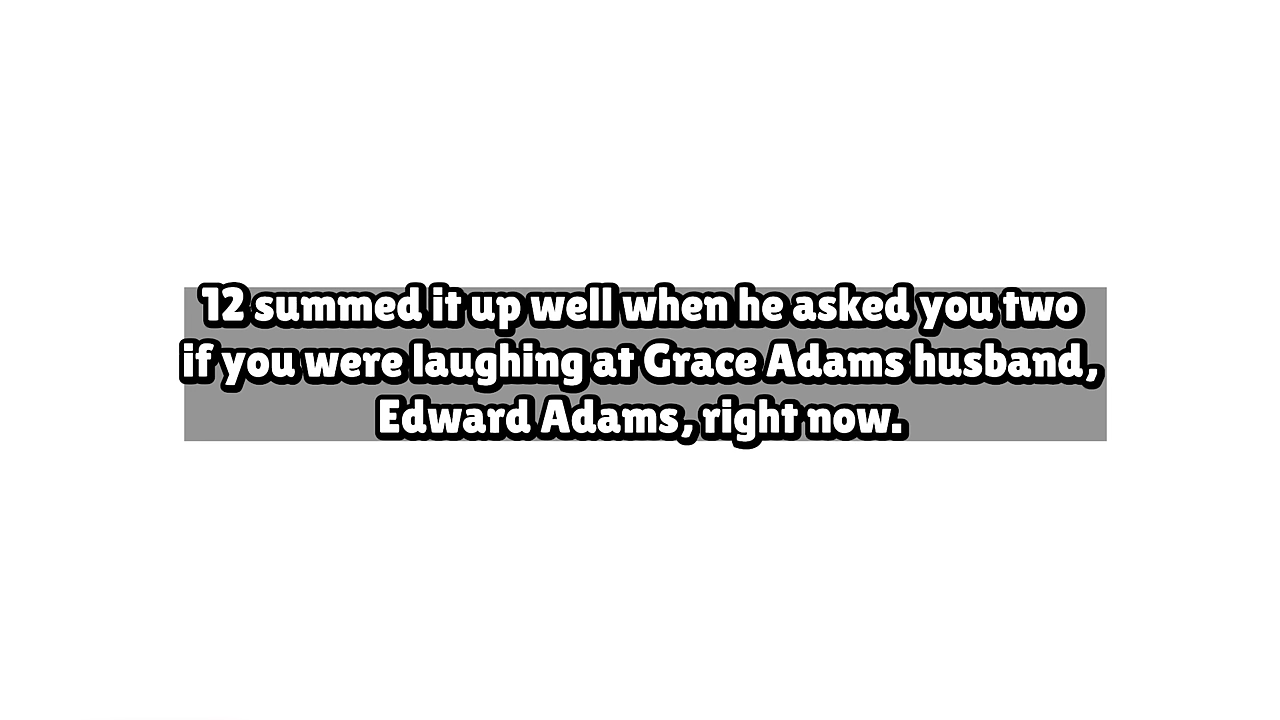 12 summed it up well when he asked you two
if you were laughing at Grace Adams husband,
Edward Adams, right now.